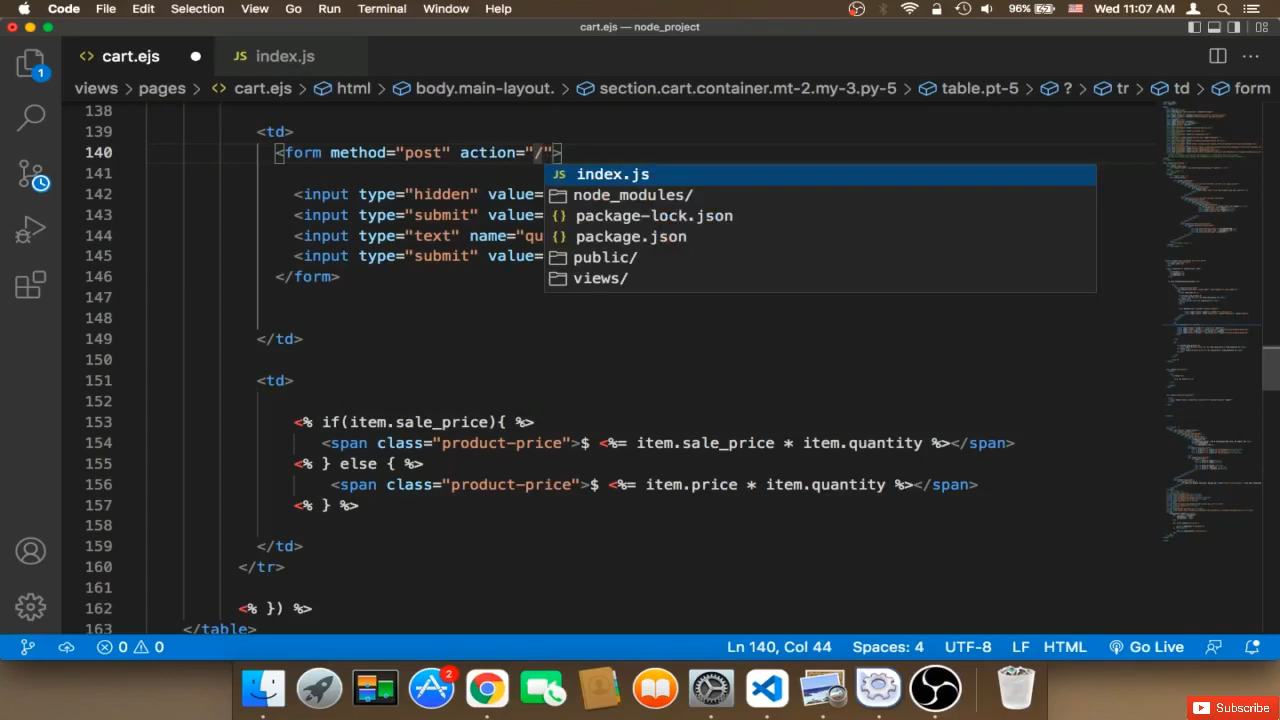 Code File Edit Selection View Go Run Terminal Window Help 96% Wed 11:07 AM
cart.ejs — node_project
<> cart.ejs JS index.js
1
views > pages > <> cart.ejs > html > body.main-layout. > section.cart.container.mt-2.my-3.py-5 > table.pt-5 > ? > tr > td > form
138
139 <td>
140 <form method="post" action="/">
JS index.js
141
node_modules/
142 <input type="hidden" value=
{} package-lock.json
143 <input type="submit" value=
{} package.json
144 <input type="text" name="qu
public/
145 <input type="submit" value=
views/
146 </form>
147
148
149 </td>
150
151 <td>
152
153 <% if(item.sale_price){ %>
154 <span class="product-price">$ <%= item.sale_price * item.quantity %></span>
155 <% } else { %>
156 <span class="product-price">$ <%= item.price * item.quantity %></span>
157 <% } %>
158
159 </td>
160 </tr>
161
162 <% }) %>
163 </table>
0 0 Ln 140, Col 44 Spaces: 4 UTF-8 LF HTML Go Live
2
Subscribe